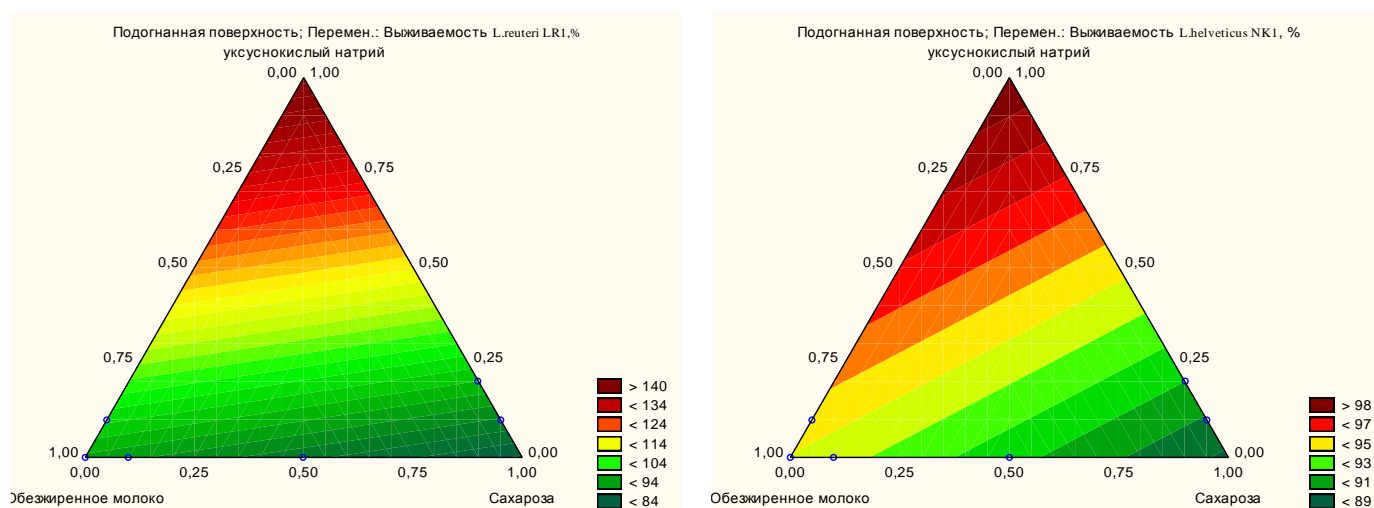 Подогнанная поверхность; Перемен.: Выживаемость L.reuteri LR1,%
уксуснокислый натрий
0,00 1,00
0,25 0,75
0,50 0,50
0,75 0,25
1,00 0,00
0,00 0,25 0,50 0,75 1,00
Обезжиренное молоко Сахароза
> 140
< 134
< 124
< 114
< 104
< 94
< 84
Подогнанная поверхность; Перемен.: Выживаемость L.helveticus NK1, %
уксуснокислый натрий
0,00 1,00
0,25 0,75
0,50 0,50
0,75 0,25
1,00 0,00
0,00 0,25 0,50 0,75 1,00
Обезжиренное молоко Сахароза
> 98
< 97
< 95
< 93
< 91
< 89